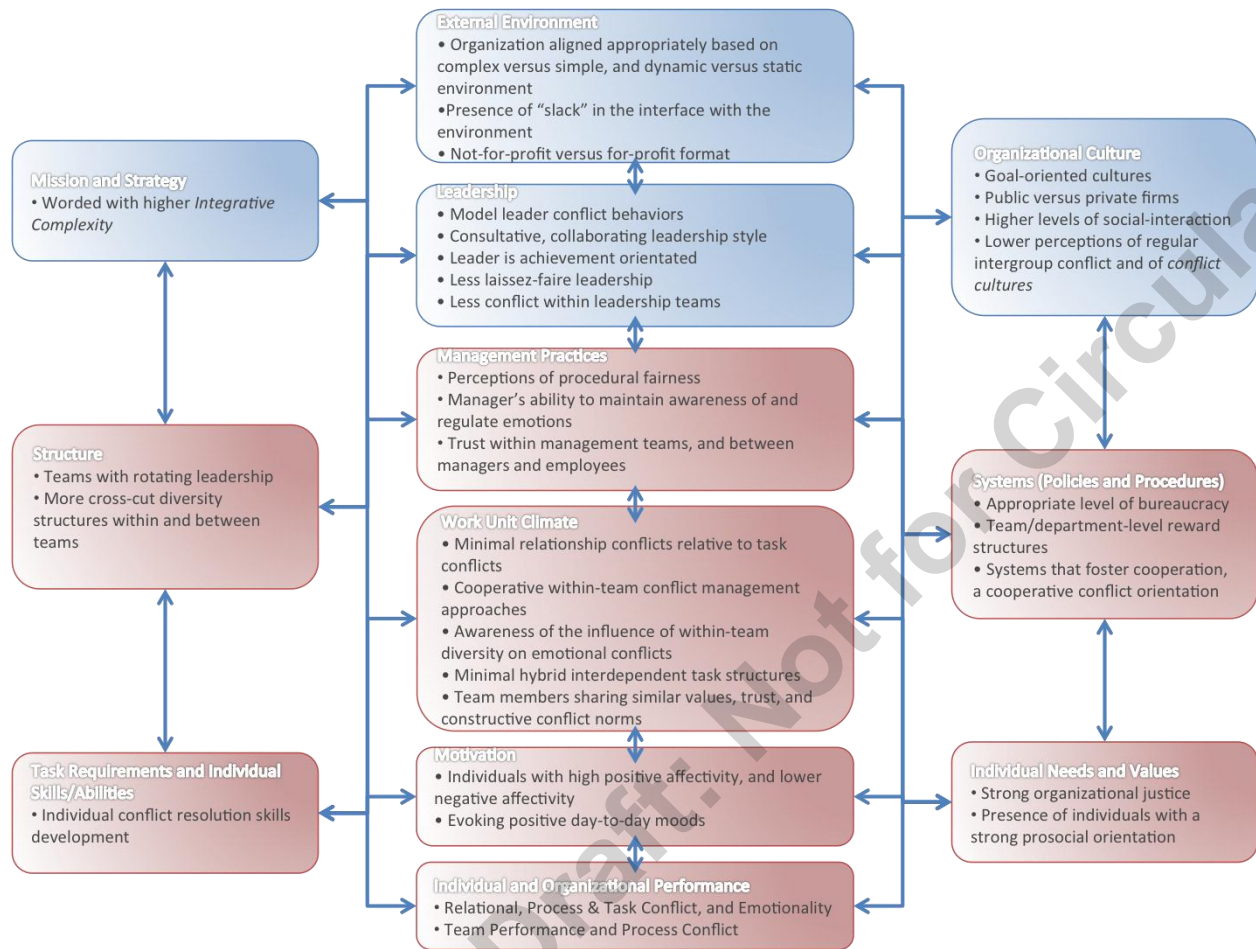 External Environment
• Organization aligned appropriately based on
complex versus simple, and dynamic versus static
environment
•Presence of “slack” in the interface with the
environment
• Not-for-profit versus for-profit format
Mission and Strategy
• Worded with higher Integrative
Complexity
Leadership
• Model leader conflict behaviors
• Consultative, collaborating leadership style
• Leader is achievement orientated
• Less laissez-faire leadership
• Less conflict within leadership teams
Organizational Culture
• Goal-oriented cultures
• Public versus private firms
• Higher levels of social-interaction
• Lower perceptions of regular
intergroup conflict and of conflict
cultures
Management Practices
• Perceptions of procedural fairness
• Manager’s ability to maintain awareness of and
regulate emotions
• Trust within management teams, and between
managers and employees
Structure
• Teams with rotating leadership
• More cross-cut diversity
structures within and between
teams
Work Unit Climate
• Minimal relationship conflicts relative to task
conflicts
• Cooperative within-team conflict management
approaches
• Awareness of the influence of within-team
diversity on emotional conflicts
• Minimal hybrid interdependent task structures
• Team members sharing similar values, trust, and
constructive conflict norms
Systems (Policies and Procedures)
• Appropriate level of bureaucracy
• Team/department-level reward
structures
• Systems that foster cooperation,
a cooperative conflict orientation
Task Requirements and Individual
Skills/Abilities
• Individual conflict resolution skills
development
Motivation
• Individuals with high positive affectivity, and lower
negative affectivity
• Evoking positive day-to-day moods
Individual Needs and Values
• Strong organizational justice
• Presence of individuals with a
strong prosocial orientation
Individual and Organizational Performance
• Relational, Process & Task Conflict, and Emotionality
• Team Performance and Process Conflict
Draft: Not for Circula